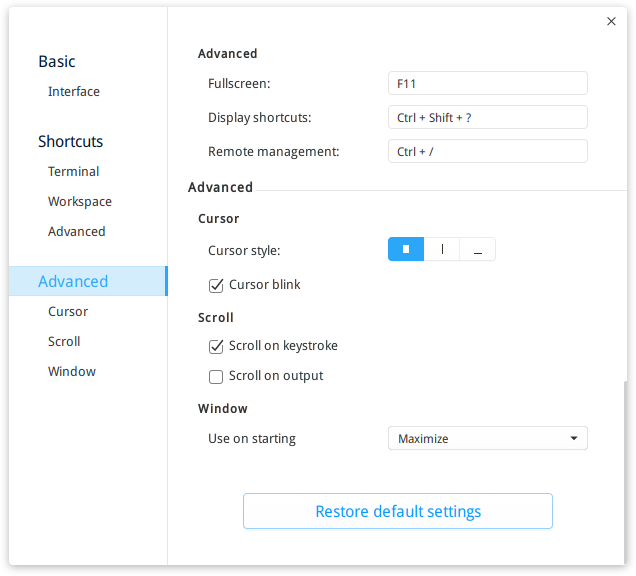 Basic
Interface
Shortcuts
Terminal
Workspace
Advanced
Advanced
Cursor
Scroll
Window
Advanced
Fullscreen: F11
Display shortcuts: Ctrl + Shift + ?
Remote management: Ctrl + /
Advanced
Cursor
Cursor style:
Cursor blink
Scroll
Scroll on keystroke
Scroll on output
Window
Use on starting Maximize
Restore default settings